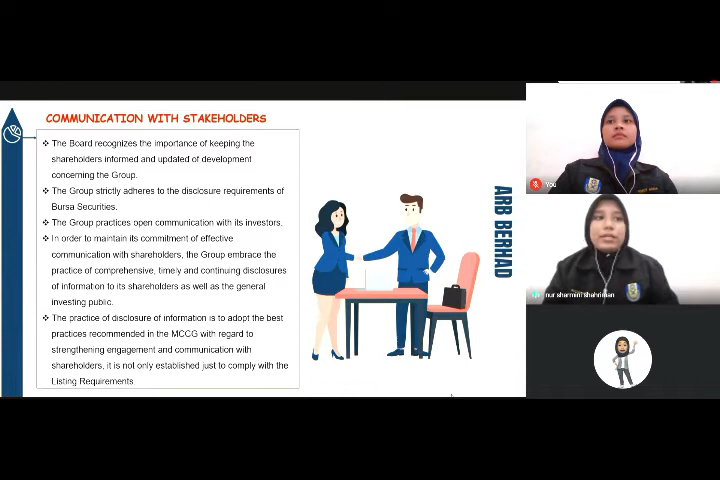 COMMUNICATION WITH STAKEHOLDERS
❖ The Board recognizes the importance of keeping the
shareholders informed and updated of development
concerning the Group.
❖ The Group strictly adheres to the disclosure requirements of
Bursa Securities.
❖ The Group practices open communication with its investors.
❖ In order to maintain its commitment of effective
communication with shareholders, the Group embrace the
practice of comprehensive, timely and continuing disclosures
of information to its shareholders as well as the general
investing public.
❖ The practice of disclosure of information is to adopt the best
practices recommended in the MCCG with regard to
strengthening engagement and communication with
shareholders, it is not only established just to comply with the
Listing Requirements
ARB BERHAD
You
nur sharmini shahriman